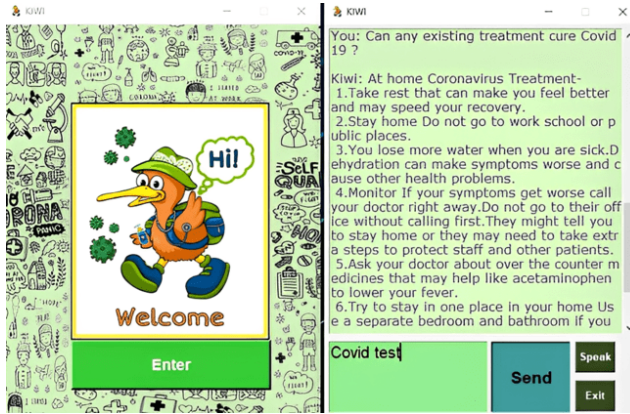 KIWI
Hi!
Welcome
Enter
KIWI
You: Can any existing treatment cure Covid
19 ?
Kiwi: At home Coronavirus Treatment-
1.Take rest that can make you feel better
and may speed your recovery.
2.Stay home Do not go to work school or p
ublic places.
3.You lose more water when you are sick.D
ehydration can make symptoms worse and c
ause other health problems.
4.Monitor If your symptoms get worse call
your doctor right away.Do not go to their off
ice without calling first.They might tell you
to stay home or they may need to take extr
a steps to protect staff and other patients.
5.Ask your doctor about over the counter m
edicines that may help like acetaminophen
to lower your fever.
6.Try to stay in one place in your home Us
e a separate bedroom and bathroom if you
Covid test
Send
Speak
Exit